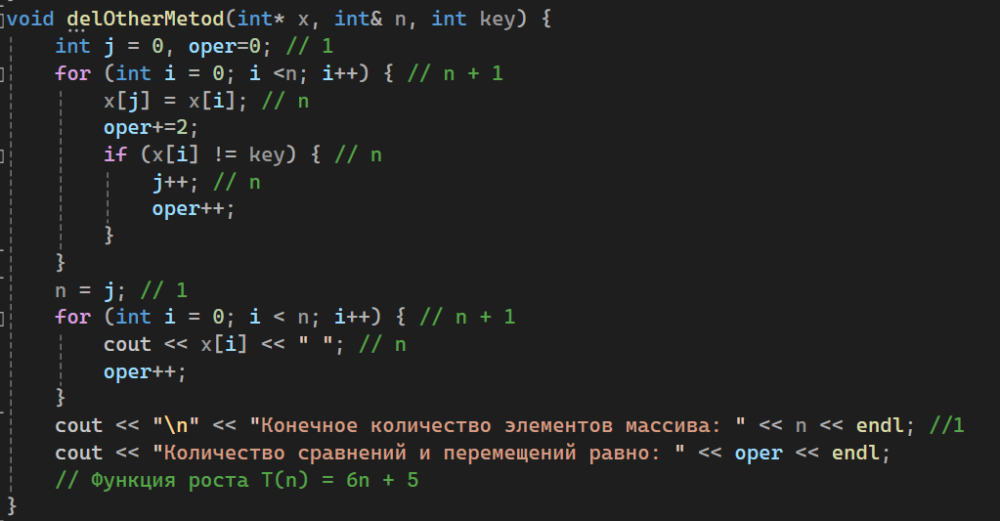 void delOtherMetod(int* x, int& n, int key) {
    int j = 0, oper=0; // 1
    for (int i = 0; i <n; i++) { // n + 1
        x[j] = x[i]; // n
        oper+=2;
        if (x[i] != key) { // n
            j++; // n
            oper++;
        }
    }
    n = j; // 1
    for (int i = 0; i < n; i++) { // n + 1
        cout << x[i] << " "; // n
        oper++;
    }
    cout << "\n" << "Конечное количество элементов массива: " << n << endl; //1
    cout << "Количество сравнений и перемещений равно: " << oper << endl;
    // Функция роста T(n) = 6n + 5
}